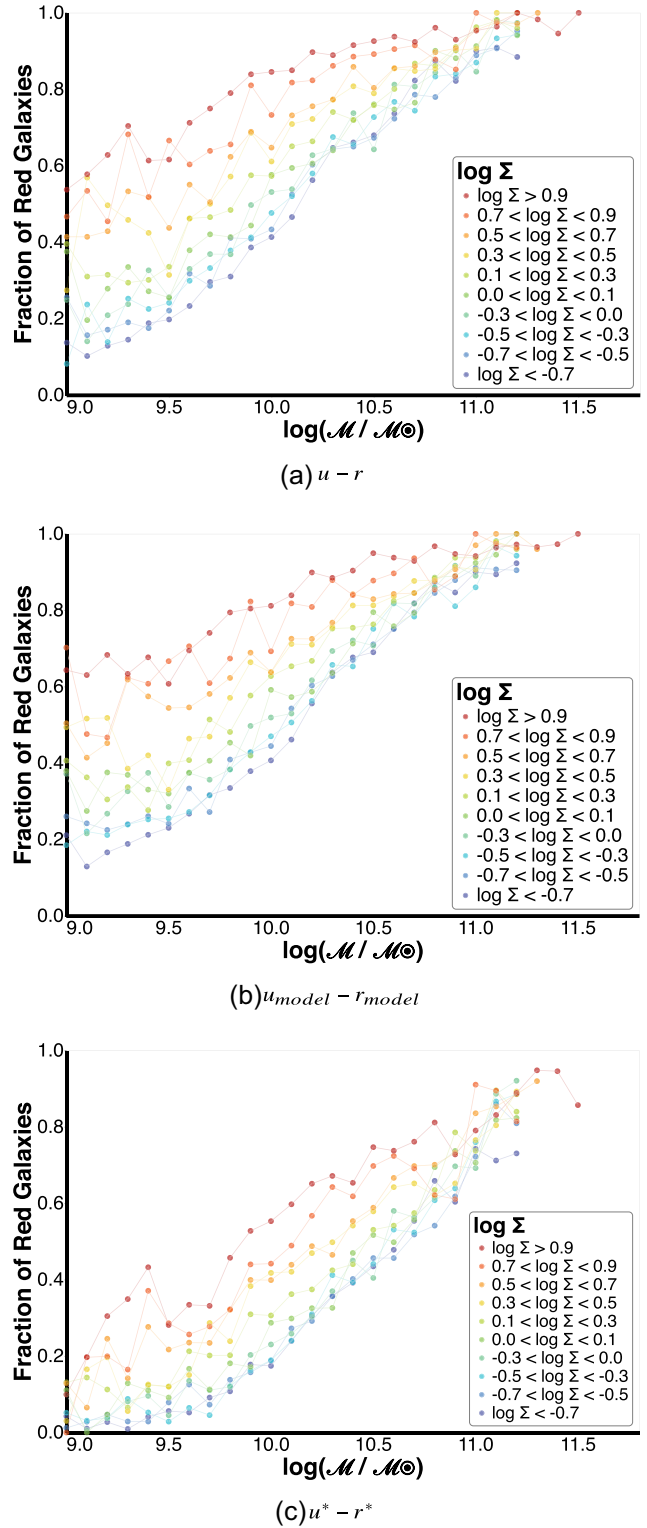 1.0
0.8
0.6
0.4
0.2
0.0
Fraction of Red Galaxies
9.0 9.5 10.0 10.5 11.0 11.5
log(ℳ / ℳ⊙)
log Σ
log Σ > 0.9
0.7 < log Σ < 0.9
0.5 < log Σ < 0.7
0.3 < log Σ < 0.5
0.1 < log Σ < 0.3
0.0 < log Σ < 0.1
-0.3 < log Σ < 0.0
-0.5 < log Σ < -0.3
-0.7 < log Σ < -0.5
log Σ < -0.7
(a) u − r
1.0
0.8
0.6
0.4
0.2
0.0
Fraction of Red Galaxies
9.0 9.5 10.0 10.5 11.0 11.5
log(ℳ / ℳ⊙)
log Σ
log Σ > 0.9
0.7 < log Σ < 0.9
0.5 < log Σ < 0.7
0.3 < log Σ < 0.5
0.1 < log Σ < 0.3
0.0 < log Σ < 0.1
-0.3 < log Σ < 0.0
-0.5 < log Σ < -0.3
-0.7 < log Σ < -0.5
log Σ < -0.7
(b) u_model − r_model
1.0
0.8
0.6
0.4
0.2
0.0
Fraction of Red Galaxies
9.0 9.5 10.0 10.5 11.0 11.5
log(ℳ / ℳ⊙)
log Σ
log Σ > 0.9
0.7 < log Σ < 0.9
0.5 < log Σ < 0.7
0.3 < log Σ < 0.5
0.1 < log Σ < 0.3
0.0 < log Σ < 0.1
-0.3 < log Σ < 0.0
-0.5 < log Σ < -0.3
-0.7 < log Σ < -0.5
log Σ < -0.7
(c) u* − r*